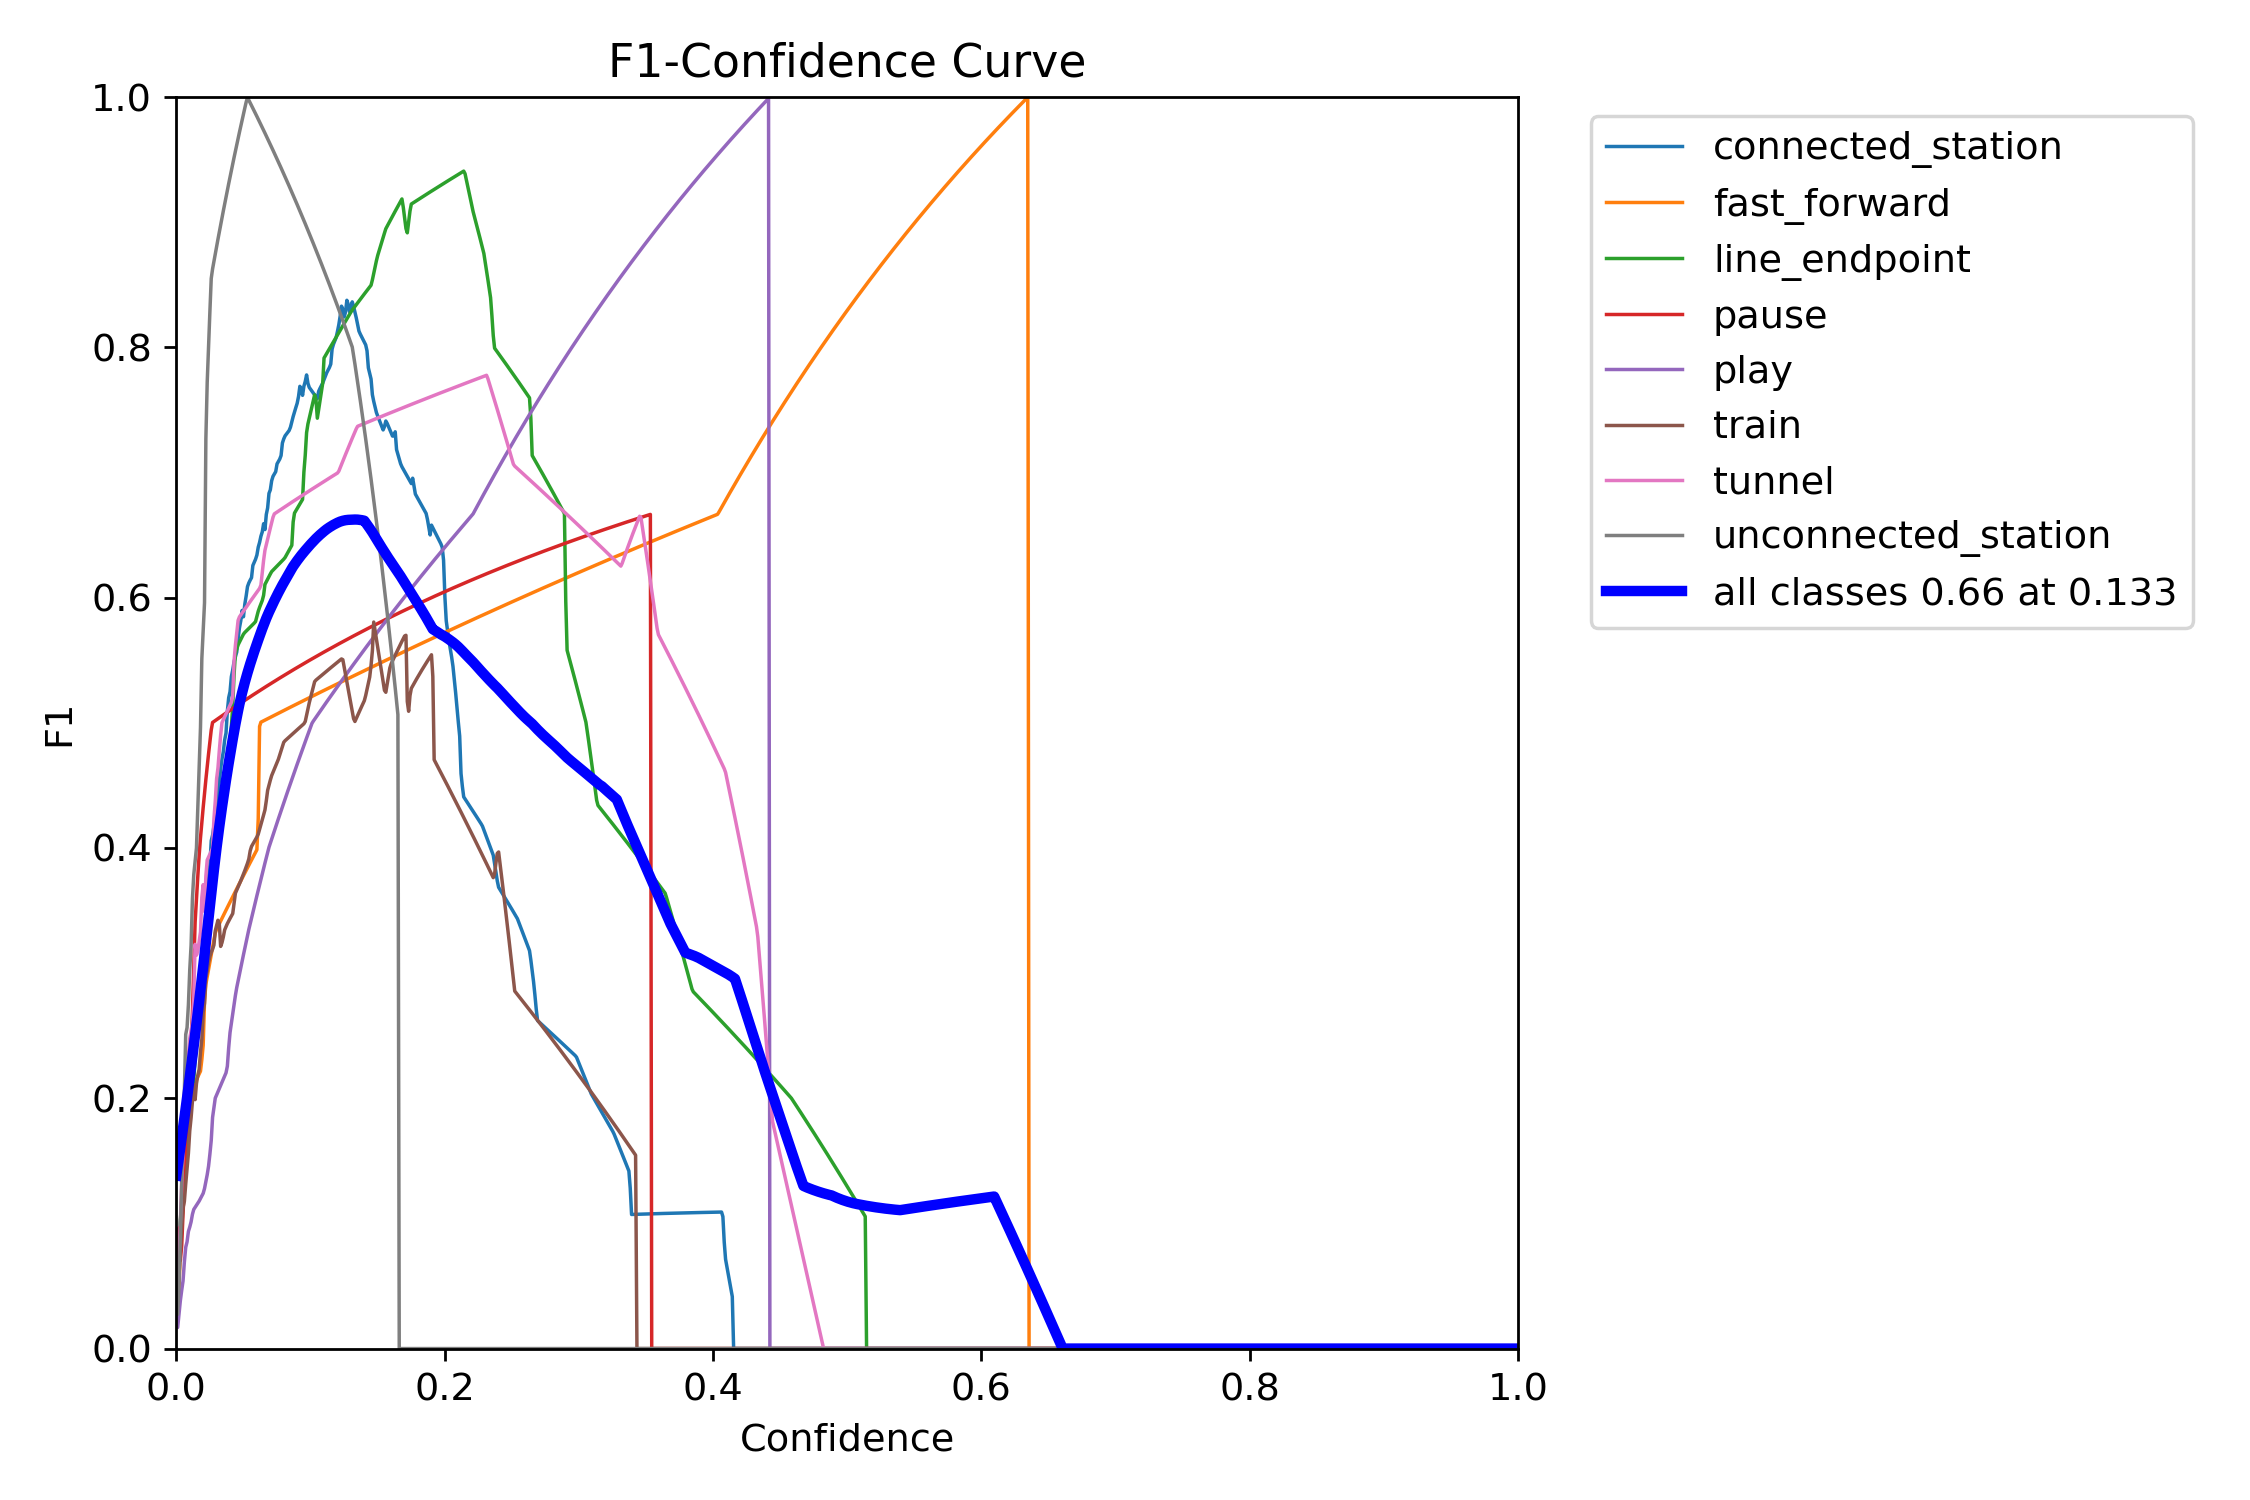 F1-Confidence Curve
1.0
0.8
0.6
0.4
0.2
0.0
F1
0.0 0.2 0.4 0.6 0.8 1.0
Confidence
connected_station
fast_forward
line_endpoint
pause
play
train
tunnel
unconnected_station
all classes 0.66 at 0.133